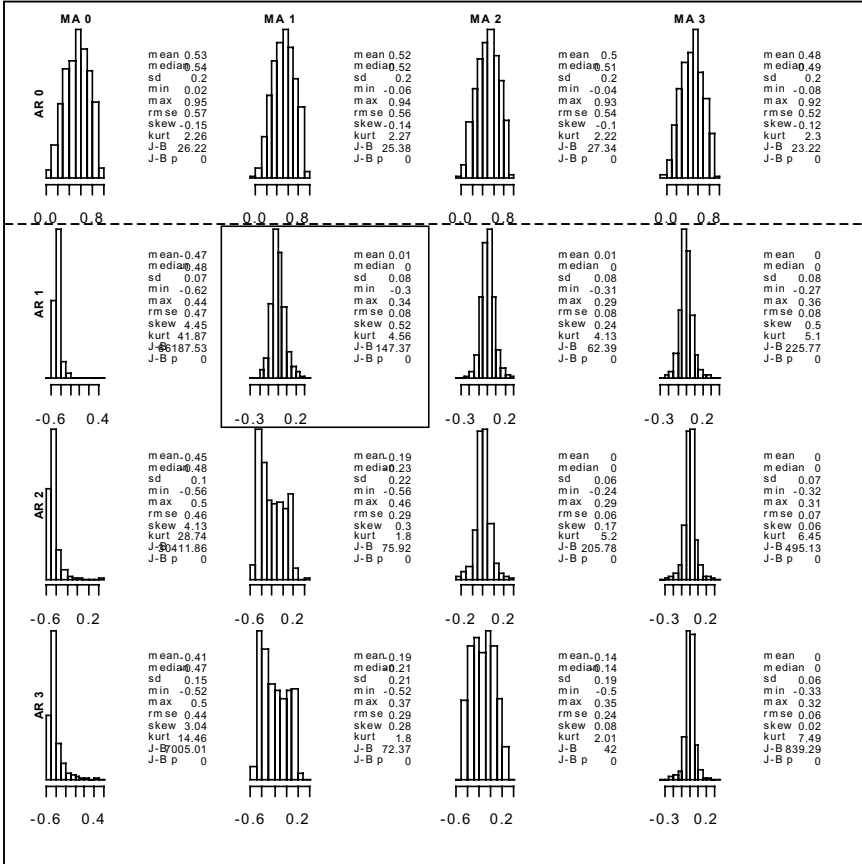 MA 0 MA 1 MA 2 MA 3
AR 0
mean 0.53
median 0.54
sd 0.2
min 0.02
max 0.95
rmse 0.57
skew -0.15
kurt 2.26
J-B 26.22
J-B p 0
0.0 0.8
mean 0.52
median 0.52
sd 0.2
min -0.06
max 0.94
rmse 0.56
skew -0.14
kurt 2.27
J-B 25.38
J-B p 0
0.0 0.8
mean 0.5
median 0.51
sd 0.2
min -0.04
max 0.93
rmse 0.54
skew -0.1
kurt 2.22
J-B 27.34
J-B p 0
0.0 0.8
mean 0.48
median 0.49
sd 0.2
min -0.08
max 0.92
rmse 0.52
skew -0.12
kurt 2.3
J-B 23.22
J-B p 0
0.0 0.8
AR 1
mean -0.47
median -0.48
sd 0.07
min -0.62
max 0.44
rmse 0.47
skew 4.45
kurt 41.87
J-B 66187.53
J-B p 0
-0.6 0.4
mean 0.01
median 0
sd 0.08
min -0.3
max 0.34
rmse 0.08
skew 0.52
kurt 4.56
J-B 147.37
J-B p 0
-0.3 0.2
mean 0.01
median 0
sd 0.08
min -0.31
max 0.29
rmse 0.08
skew 0.24
kurt 4.13
J-B 62.39
J-B p 0
-0.3 0.2
mean 0
median 0
sd 0.08
min -0.27
max 0.36
rmse 0.08
skew 0.5
kurt 5.1
J-B 225.77
J-B p 0
-0.3 0.2
AR 2
mean -0.45
median -0.48
sd 0.1
min -0.56
max 0.5
rmse 0.46
skew 4.13
kurt 28.74
J-B 30411.86
J-B p 0
-0.6 0.2
mean -0.19
median -0.23
sd 0.22
min -0.56
max 0.46
rmse 0.29
skew 0.3
kurt 1.8
J-B 75.92
J-B p 0
-0.6 0.2
mean 0
median 0
sd 0.06
min -0.24
max 0.29
rmse 0.06
skew 0.17
kurt 5.2
J-B 205.78
J-B p 0
-0.2 0.2
mean 0
median 0
sd 0.07
min -0.32
max 0.31
rmse 0.07
skew 0.06
kurt 6.45
J-B 495.13
J-B p 0
-0.3 0.2
AR 3
mean -0.41
median -0.47
sd 0.15
min -0.52
max 0.5
rmse 0.44
skew 3.04
kurt 14.46
J-B 7005.01
J-B p 0
-0.6 0.4
mean -0.19
median -0.21
sd 0.21
min -0.52
max 0.37
rmse 0.29
skew 0.28
kurt 1.8
J-B 72.37
J-B p 0
-0.6 0.2
mean -0.14
median -0.14
sd 0.19
min -0.5
max 0.35
rmse 0.24
skew 0.08
kurt 2.01
J-B 42
J-B p 0
-0.6 0.2
mean 0
median 0
sd 0.06
min -0.33
max 0.32
rmse 0.06
skew 0.02
kurt 7.49
J-B 839.29
J-B p 0
-0.3 0.2